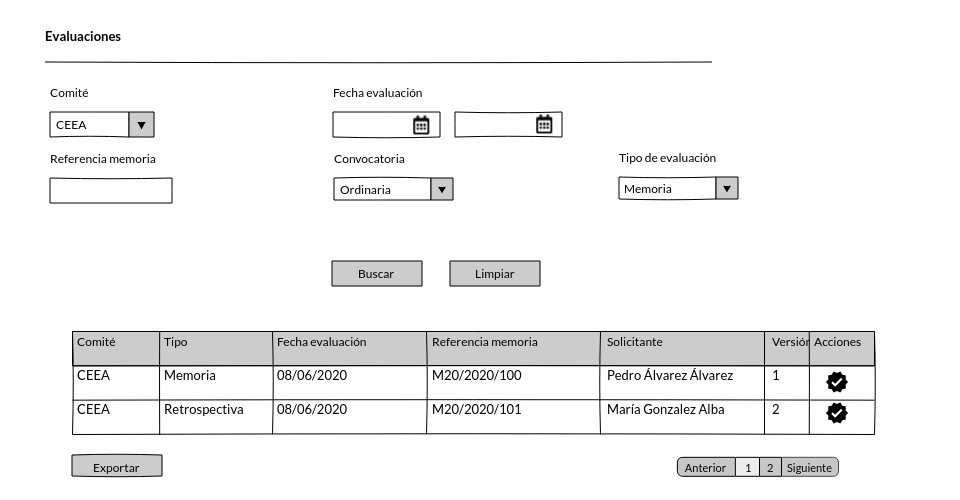 Evaluaciones
Comité Fecha evaluación
CEEA
Referencia memoria Convocatoria Tipo de evaluación
Ordinaria Memoria
Buscar Limpiar
Comité Tipo Fecha evaluación Referencia memoria Solicitante Versión Acciones
CEEA Memoria 08/06/2020 M20/2020/100 Pedro Álvarez Álvarez 1
CEEA Retrospectiva 08/06/2020 M20/2020/101 María Gonzalez Alba 2
Exportar Anterior 1 2 Siguiente